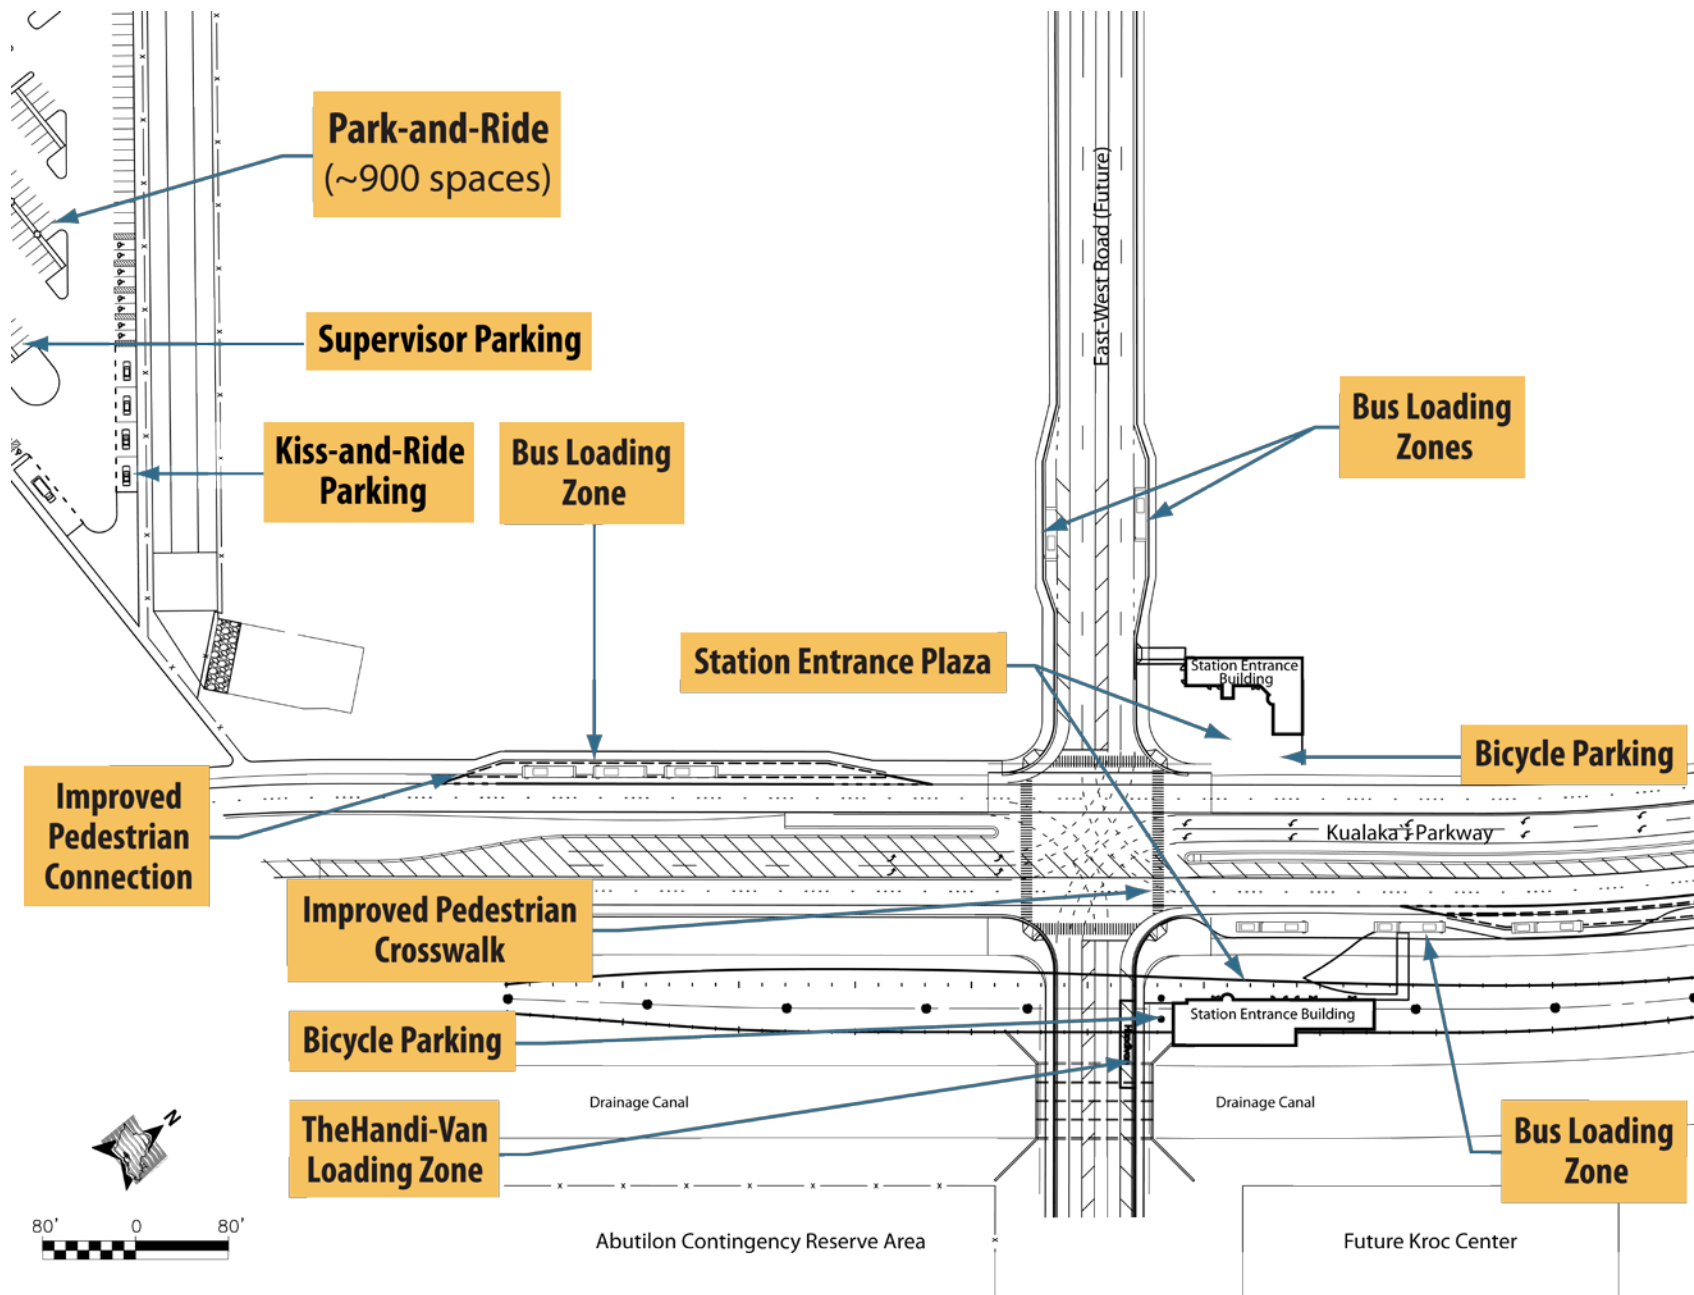 Park-and-Ride
(~900 spaces)
East-West Road (Future)
Supervisor Parking
Bus Loading
Zones
Kiss-and-Ride
Parking
Bus Loading
Zone
Station Entrance Plaza
Station Entrance
Building
Bicycle Parking
Improved
Pedestrian
Connection
Kualaka‘i Parkway
Improved Pedestrian
Crosswalk
Bicycle Parking
Station Entrance Building
Drainage Canal
Drainage Canal
TheHandi-Van
Loading Zone
Bus Loading
Zone
N
80' 0 80'
Abutilon Contingency Reserve Area
Future Kroc Center